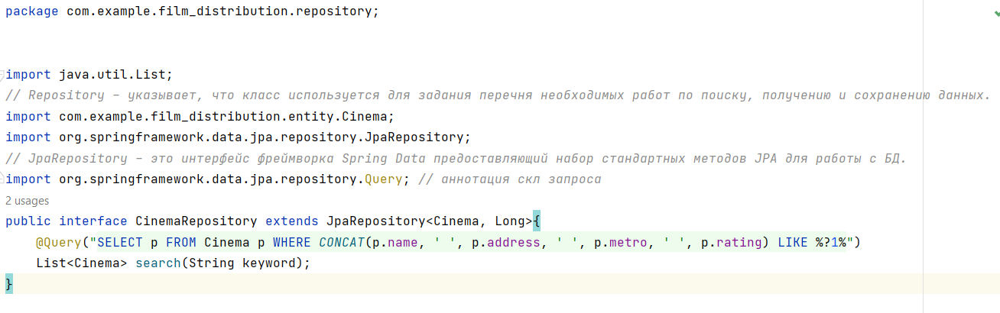 package com.example.film_distribution.repository;
import java.util.List;
// Repository – указывает, что класс используется для задания перечня необходимых работ по поиску, получению и сохранению данных.
import com.example.film_distribution.entity.Cinema;
import org.springframework.data.jpa.repository.JpaRepository;
// JpaRepository – это интерфейс фреймворка Spring Data предоставляющий набор стандартных методов JPA для работы с БД.
import org.springframework.data.jpa.repository.Query; // аннотация скл запроса
2 usages
public interface CinemaRepository extends JpaRepository<Cinema, Long>{
@Query("SELECT p FROM Cinema p WHERE CONCAT(p.name, ' ', p.address, ' ', p.metro, ' ', p.rating) LIKE %?1%")
List<Cinema> search(String keyword);
}